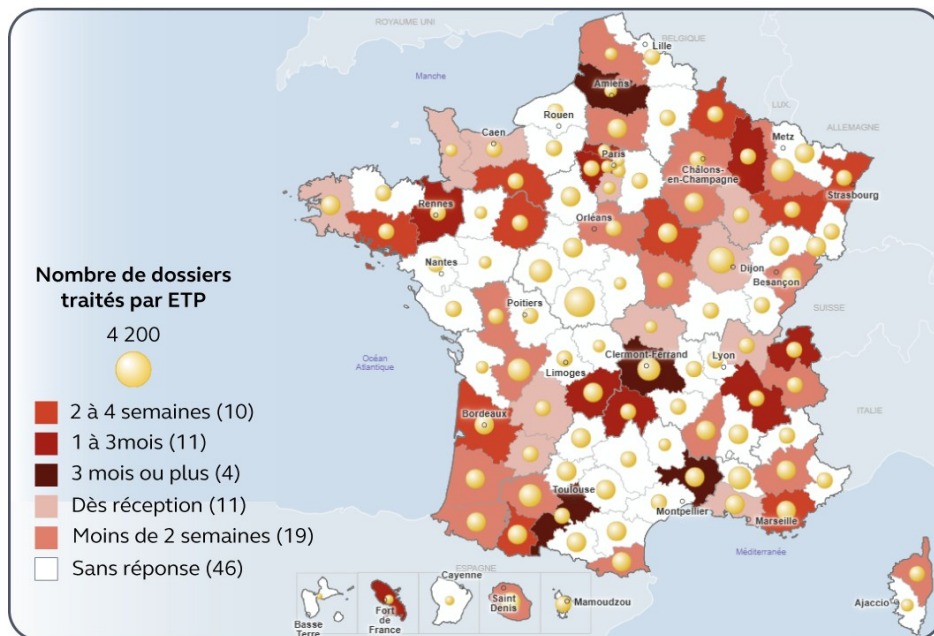 ROYAUME UNI
BELGIQUE
Lille
Manche
Amiens
LUX.
ALLEMAGNE
Rouen
Caen
Metz
Paris
Châlons-
en-Champagne
Strasbourg
Rennes
Orléans
Nombre de dossiers
traités par ETP
4 200
Nantes
Dijon
Besançon
Poitiers
SUISSE
Océan
Atlantique
Clermont-Ferrand
Lyon
Limoges
ITALIE
2 à 4 semaines (10)
Bordeaux
1 à 3mois (11)
3 mois ou plus (4)
Toulouse
Dès réception (11)
Montpellier
Marseille
Moins de 2 semaines (19)
Méditerranée
Sans réponse (46)
ESPAGNE
Cayenne
Saint
Denis
Mamoudzou
Ajaccio
Basse
Terre
Fort
de
France